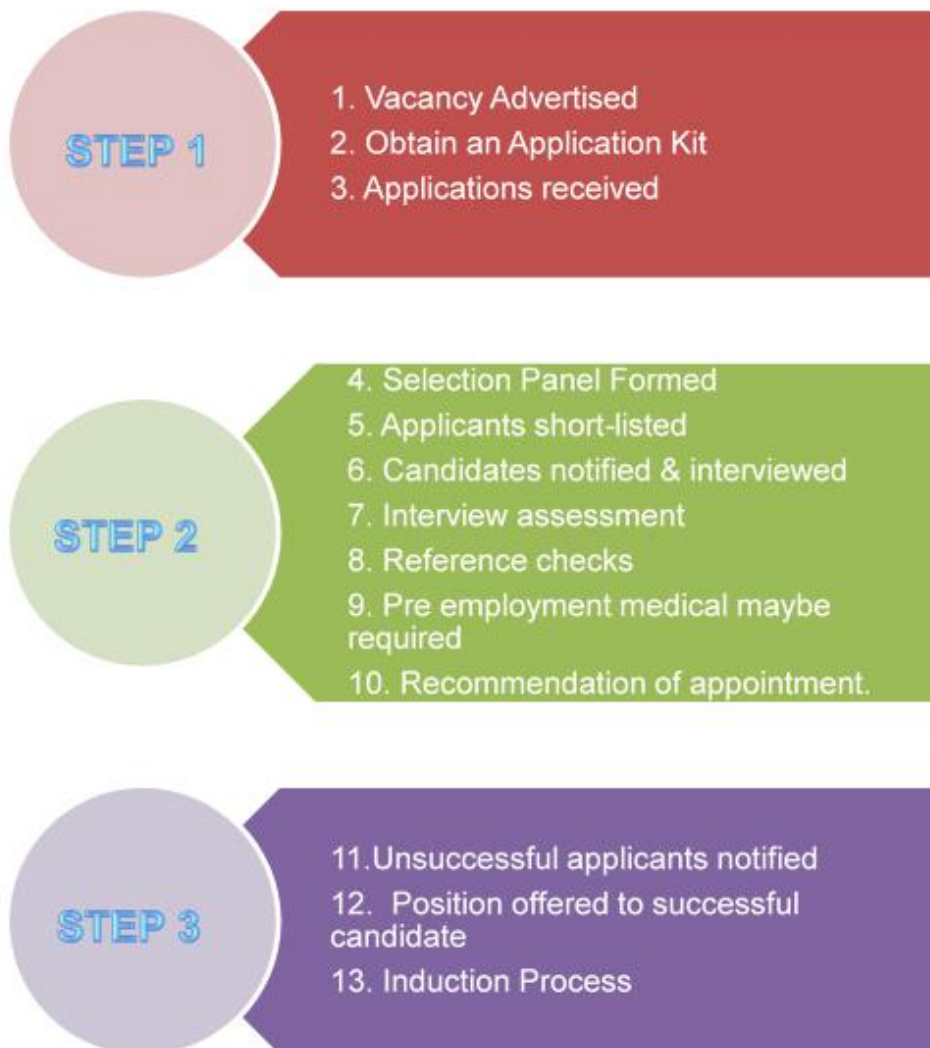 STEP 1
1. Vacancy Advertised
2. Obtain an Application Kit
3. Applications received
STEP 2
4. Selection Panel Formed
5. Applicants short-listed
6. Candidates notified & interviewed
7. Interview assessment
8. Reference checks
9. Pre employment medical maybe
required
10. Recommendation of appointment.
STEP 3
11.Unsuccessful applicants notified
12.  Position offered to successful
candidate
13. Induction Process